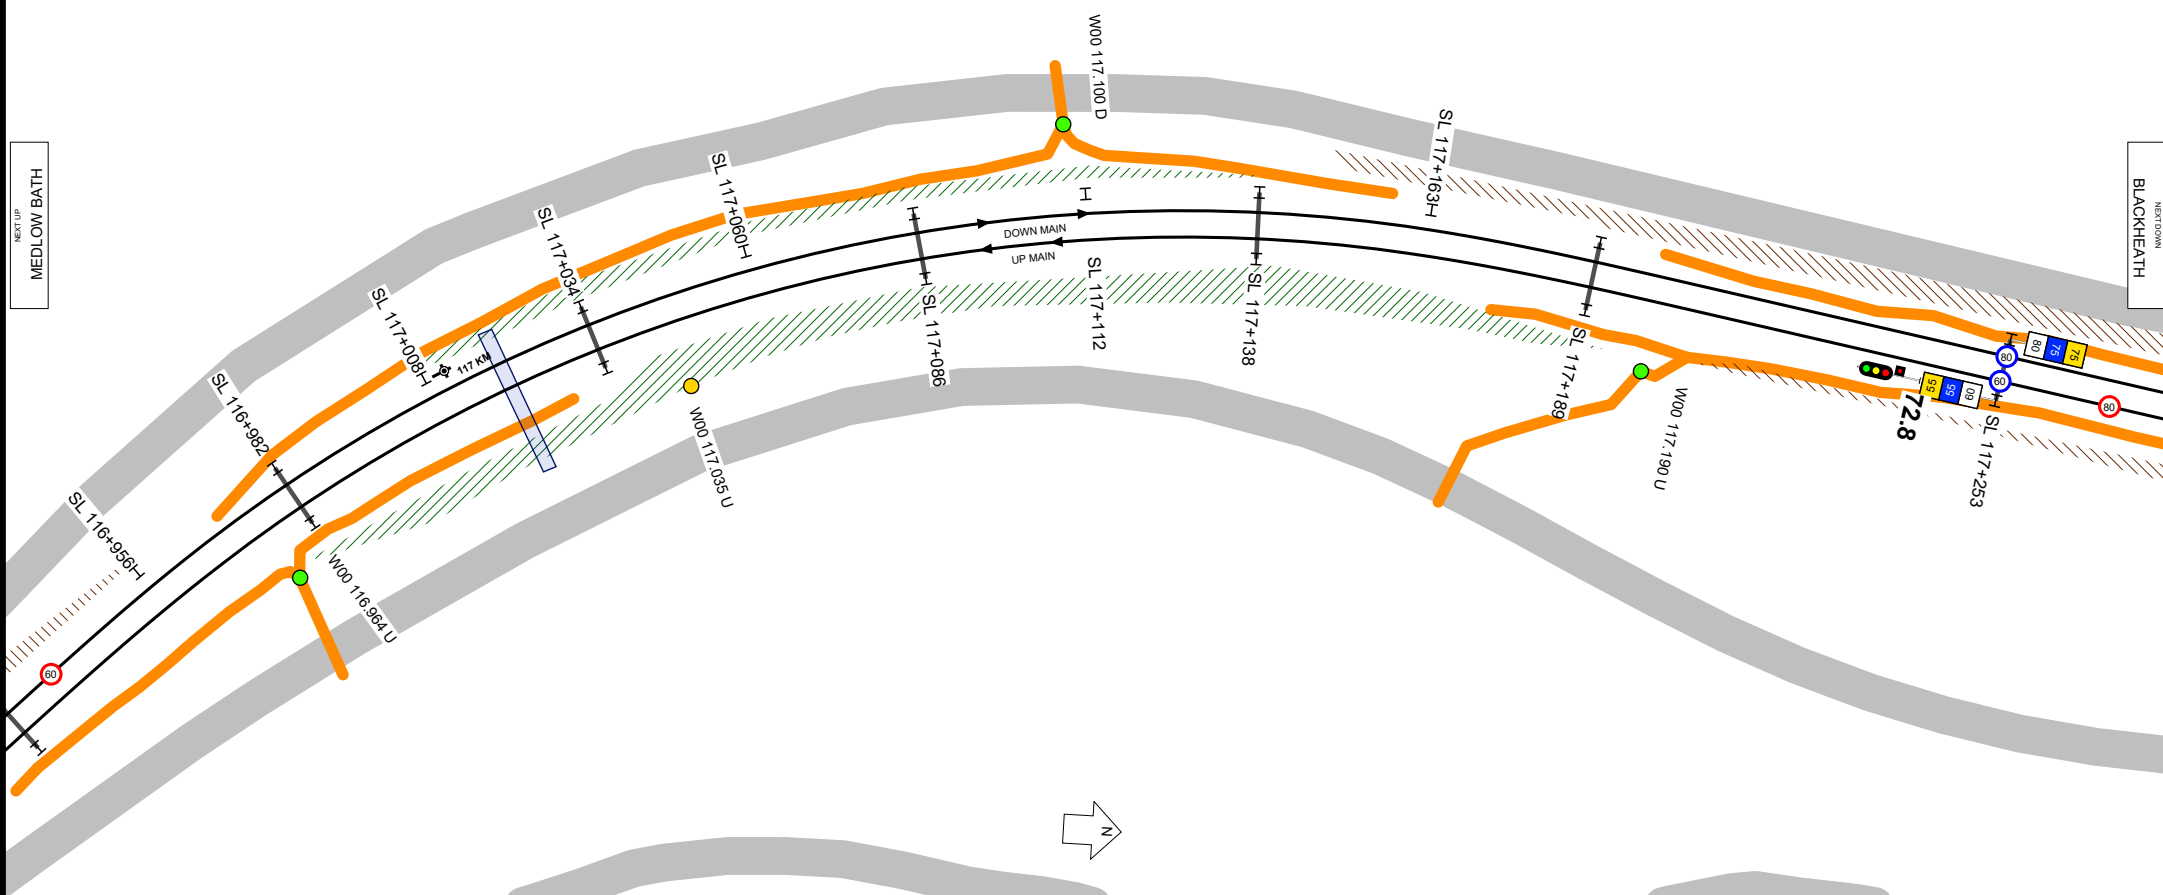 NEXT UP
MEDLOW BATH
SL 116+956
SL 116+982
SL 117+008
117 KM
SL 117+034
SL 117+060
W00 117.100 D
DOWN MAIN
UP MAIN
SL 117+086
SL 117+112
SL 117+138
SL 117+163
SL 117+189
W00 116.964 U
W00 117.035 U
W00 117.190 U
SL 117+253
72.8
55
55
60
80
75
75
80
60
80
60
N
NEXT DOWN
BLACKHEATH